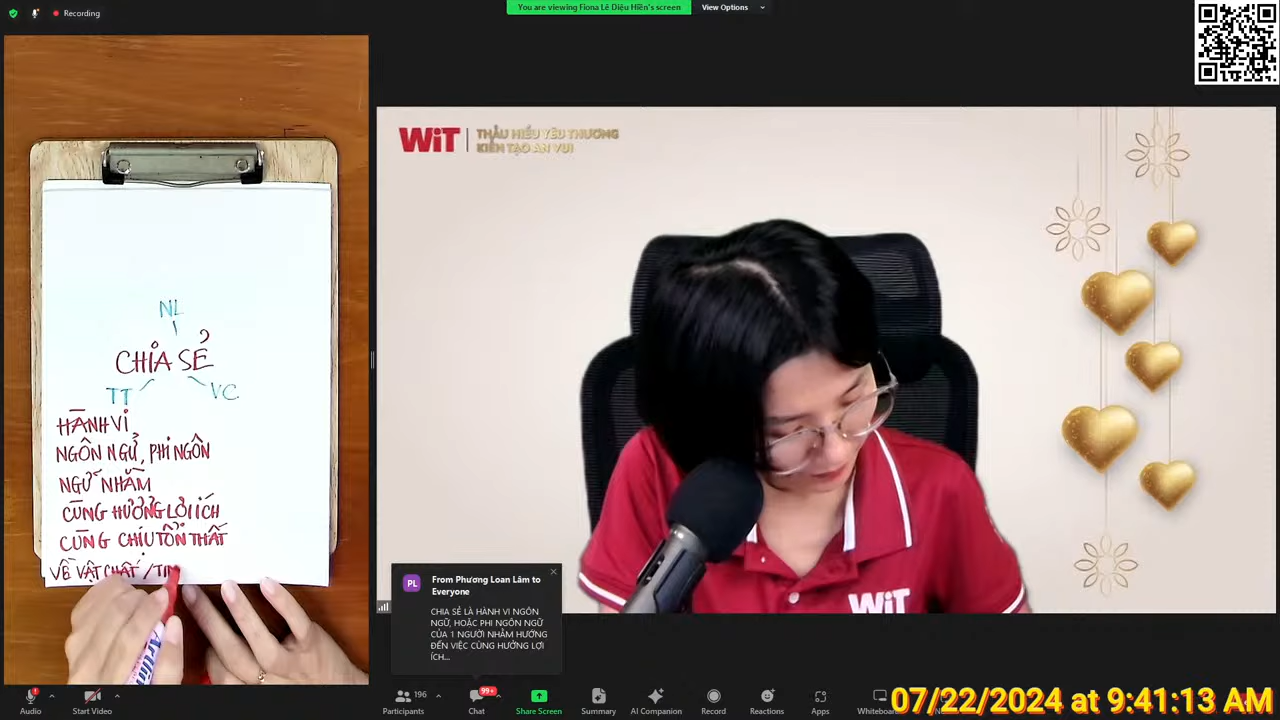 Recording
You are viewing Fiona Lê Diệu Hiền's screen
View Options
WiT
THẤU HIỂU YÊU THƯƠNG
KIẾN TẠO AN VUI
NL
CHIA SẺ
TT
VC
HÀNH VI
NGÔN NGỮ, PHI NGÔN
NGỮ NHẰM
CÙNG HƯỞNG LỢI ÍCH
CÙNG CHỊU TỔN THẤT
VỀ VẬT CHẤT /TIN
WiT
PL
From Phương Loan Lâm to
Everyone
CHIA SẺ LÀ HÀNH VI NGÔN
NGỮ, HOẶC PHI NGÔN NGỮ
CỦA 1 NGƯỜI NHẰM HƯỚNG
ĐẾN VIỆC CÙNG HƯỞNG LỢI
ÍCH...
Audio
Start Video
196
Participants
99+
Chat
Share Screen
Summary
AI Companion
Record
Reactions
Apps
07/22/2024 at 9:41:13 AM